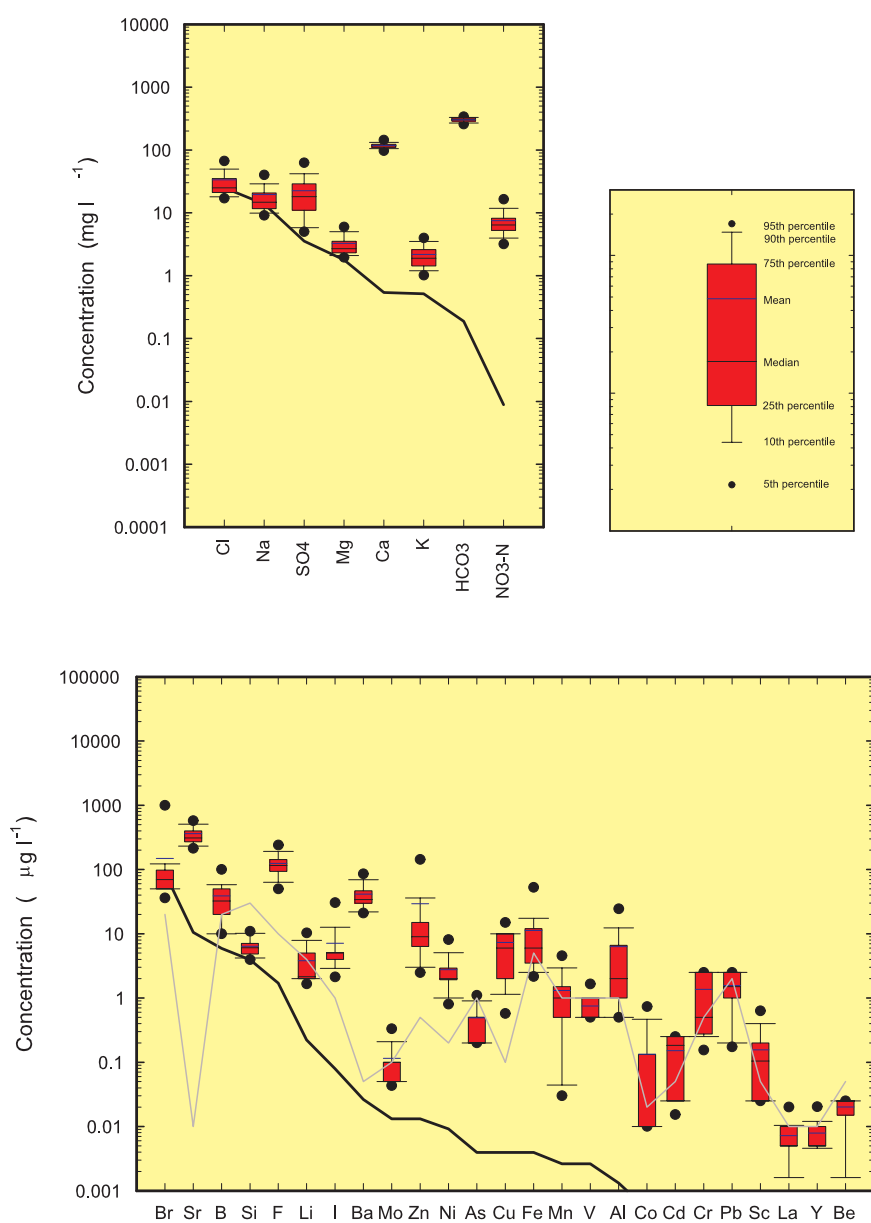 10000
1000
100
10
1
0.1
0.01
0.001
0.0001
Concentration (mg l⁻¹)
Cl Na SO4 Mg Ca K HCO3 NO3-N
95th percentile
90th percentile
75th percentile
Mean
Median
25th percentile
10th percentile
5th percentile
100000
10000
1000
100
10
1
0.1
0.01
0.001
Concentration ( µg l⁻¹)
Br Sr B Si F Li I Ba Mo Zn Ni As Cu Fe Mn V Al Co Cd Cr Pb Sc La Y Be